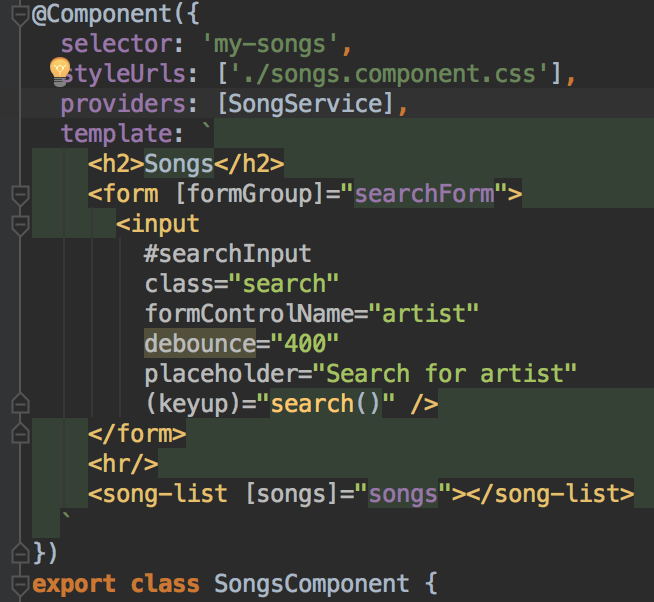 @Component({
  selector: 'my-songs',
  styleUrls: ['./songs.component.css'],
  providers: [SongService],
  template: `
    <h2>Songs</h2>
    <form [formGroup]="searchForm">
      <input
        #searchInput
        class="search"
        formControlName="artist"
        debounce="400"
        placeholder="Search for artist"
        (keyup)="search()" />
    </form>
    <hr/>
    <song-list [songs]="songs"></song-list>
  `
})
export class SongsComponent {